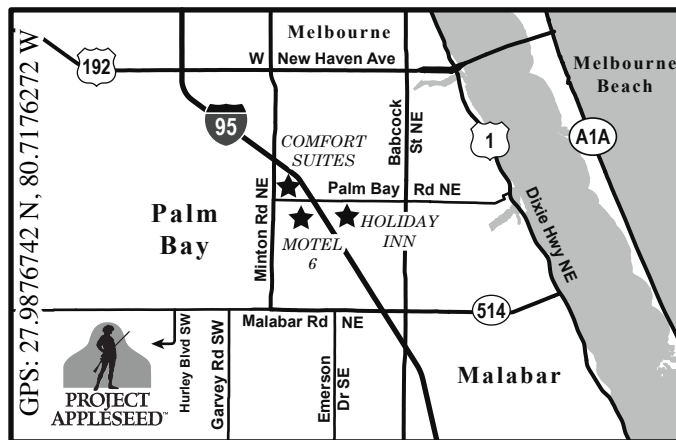 GPS: 27.9876742 N, 80.7176272 W
192
Melbourne
W New Haven Ave
Melbourne
Beach
95
COMFORT
SUITES
Babcock
St NE
1
A1A
Minton Rd NE
Palm Bay Rd NE
Palm
Bay
MOTEL
6
HOLIDAY
INN
Dixie Hwy NE
514
Malabar Rd NE
Hurley Blvd SW
Garvey Rd SW
Emerson
Dr SE
Malabar
PROJECT
APPLESEED™